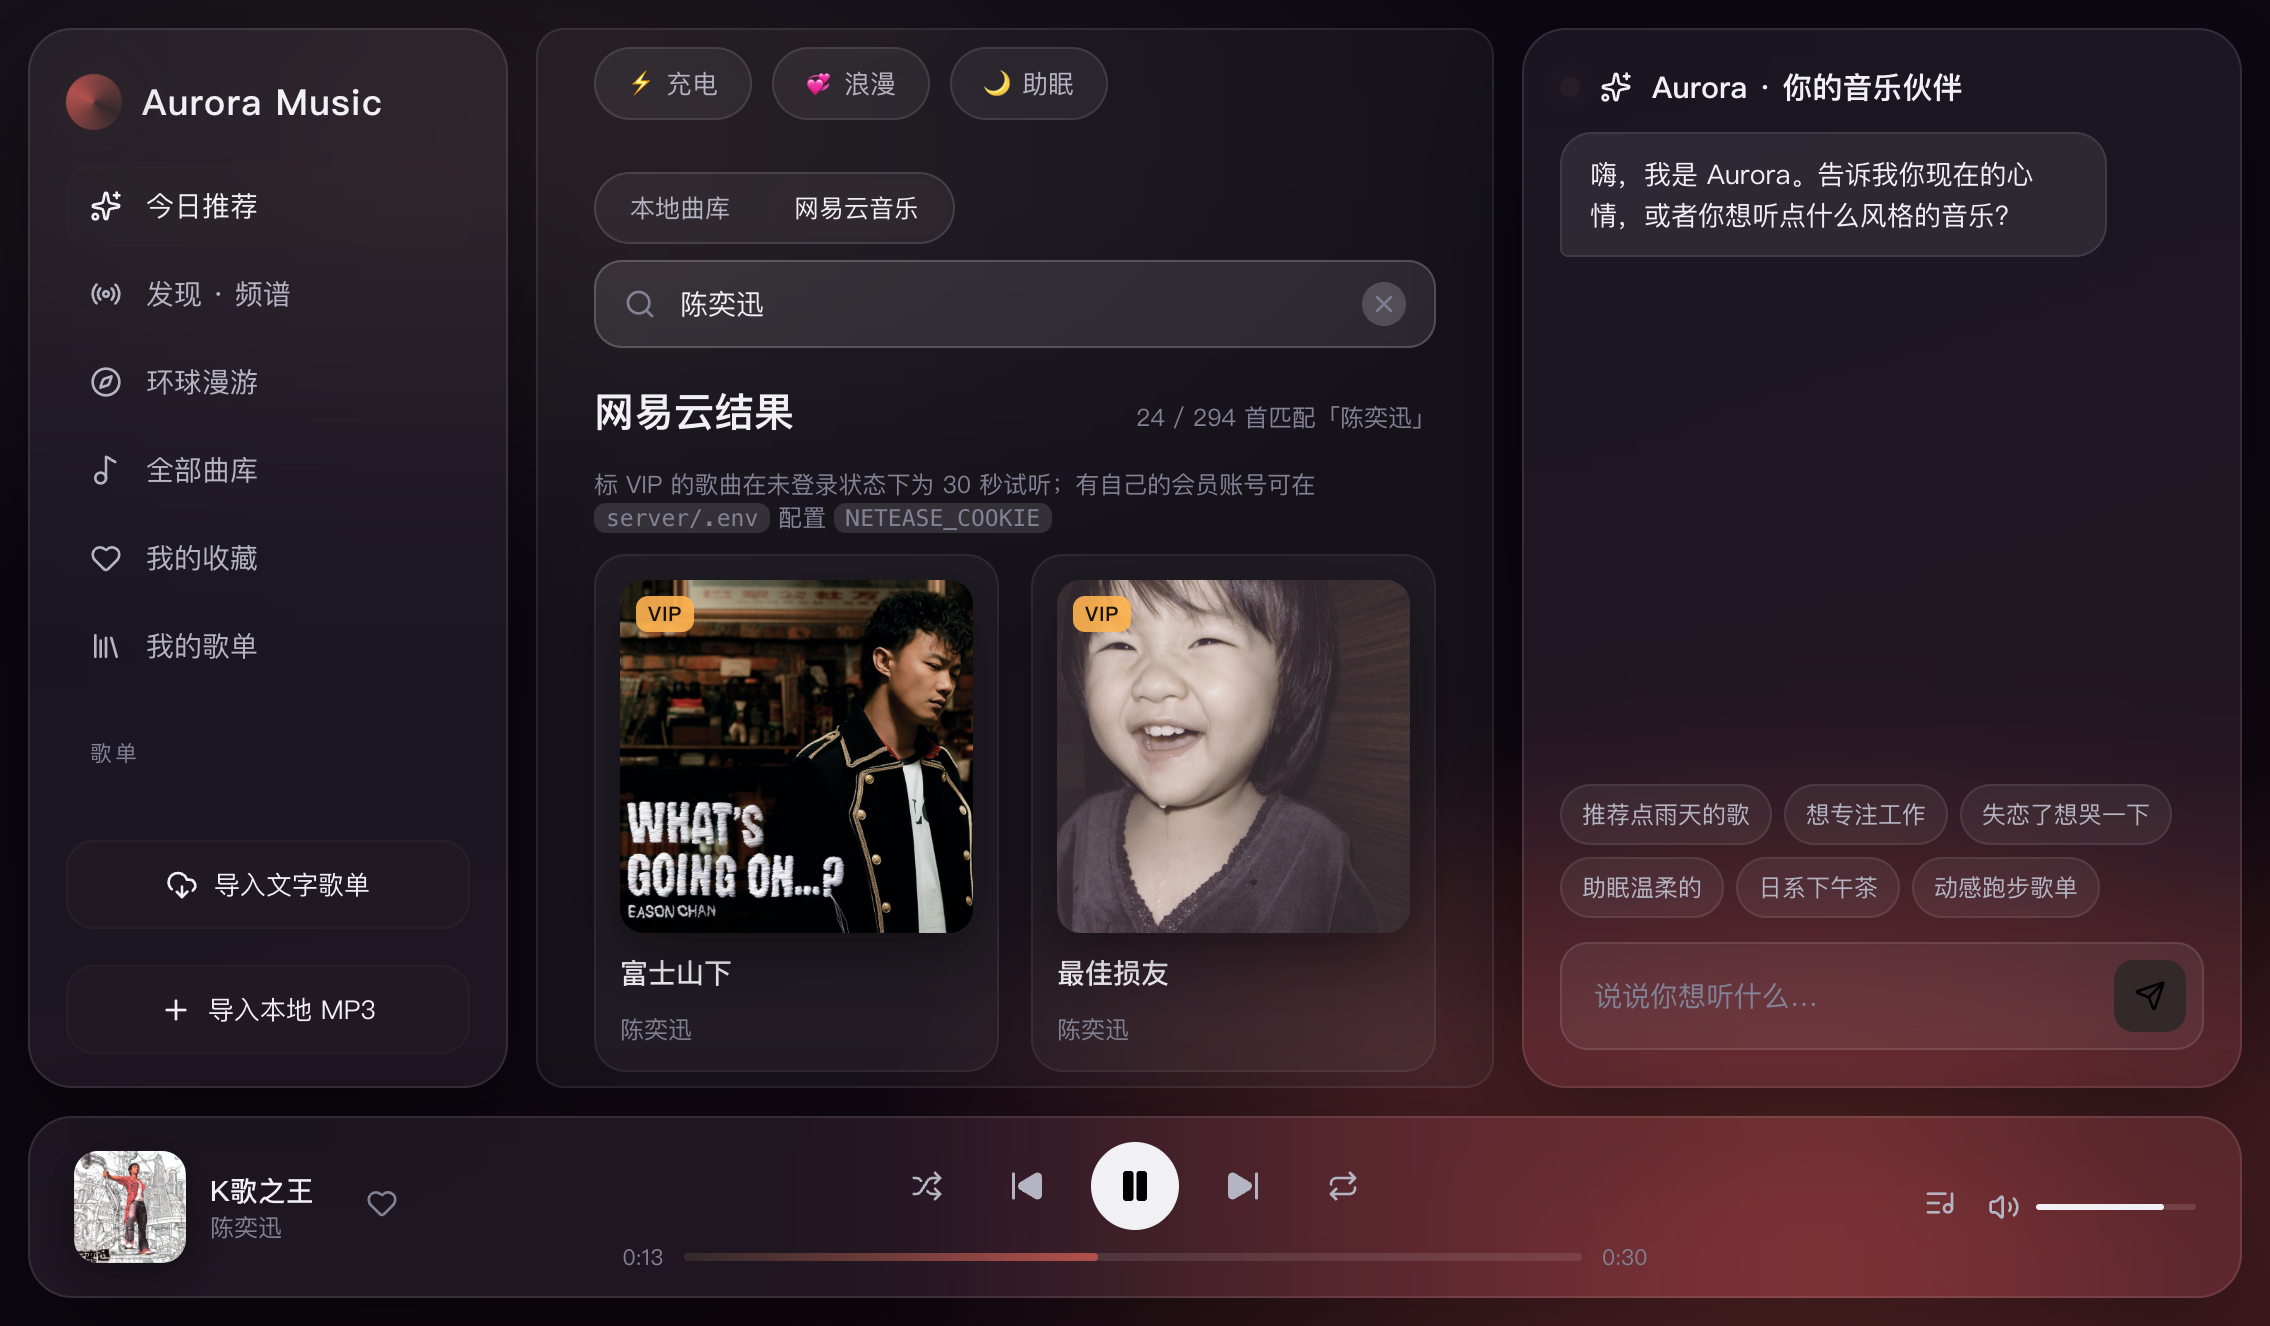 Aurora Music
今日推荐
发现 · 频谱
环球漫游
全部曲库
我的收藏
我的歌单
歌单
导入文字歌单
导入本地 MP3
充电
浪漫
助眠
本地曲库
网易云音乐
陈奕迅
网易云结果
24 / 294 首匹配「陈奕迅」
标 VIP 的歌曲在未登录状态下为 30 秒试听；有自己的会员账号可在
server/.env 配置 NETEASE_COOKIE
VIP
WHAT'S
GOING ON...?
EASON CHAN
富士山下
陈奕迅
VIP
最佳损友
陈奕迅
Aurora · 你的音乐伙伴
嗨，我是 Aurora。告诉我你现在的心
情，或者你想听点什么风格的音乐？
推荐点雨天的歌
想专注工作
失恋了想哭一下
助眠温柔的
日系下午茶
动感跑步歌单
说说你想听什么…
K歌之王
陈奕迅
0:13
0:30